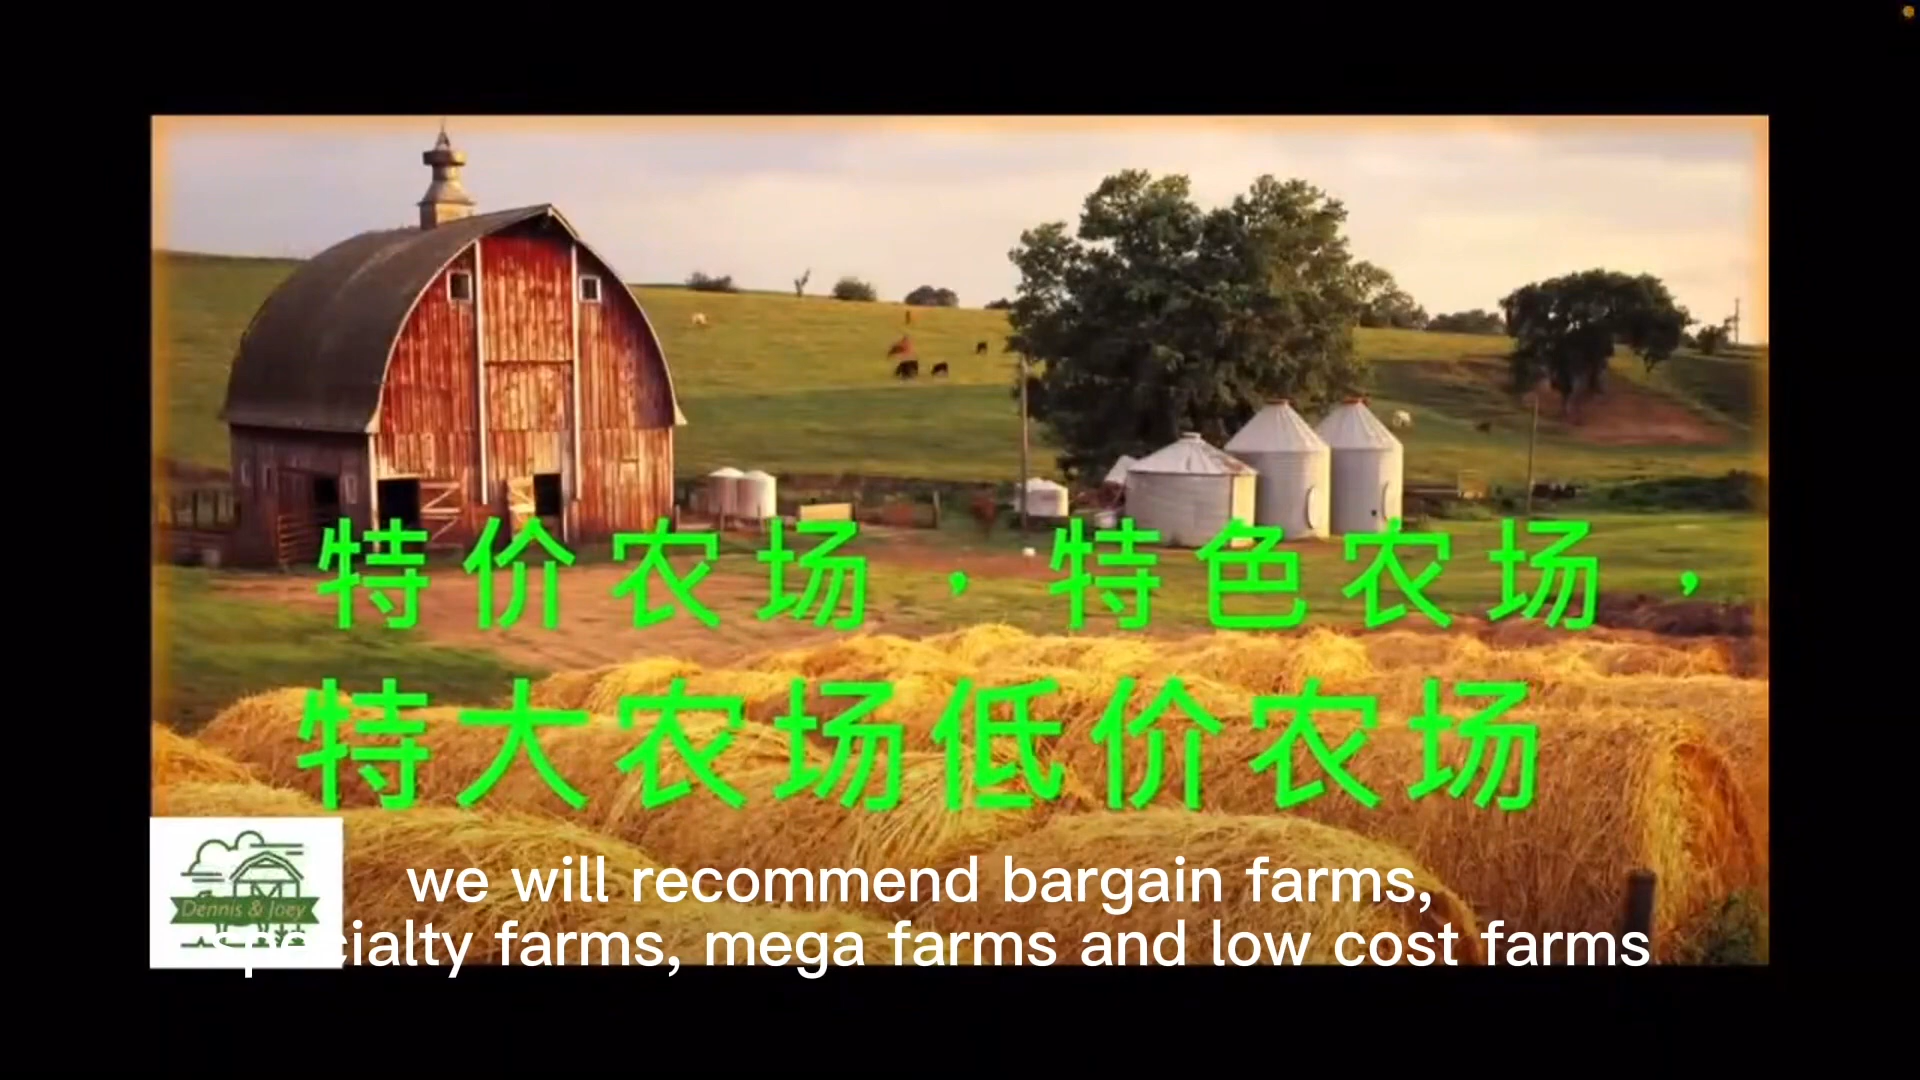 特价农场，特色农场，
特大农场低价农场
Dennis & Joey
we will recommend bargain farms,
specialty farms, mega farms and low cost farms